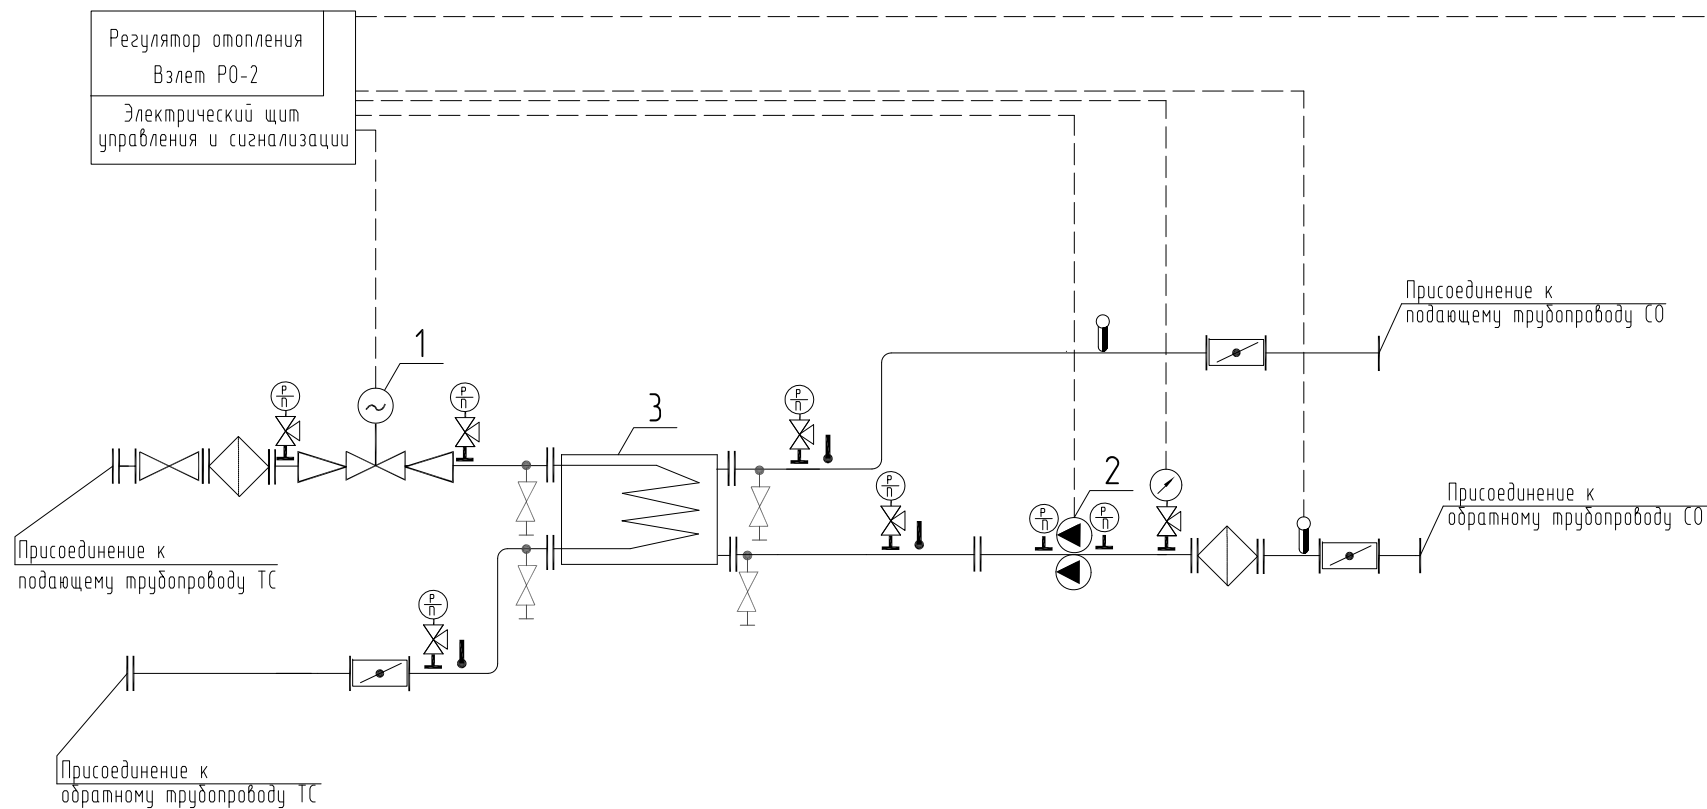 Регулятор отопления
Взлет РО-2
Электрический щит
управления и сигнализации
Присоединение к
подающему трубопроводу СО
1
P
П
P
П
3
P
П
2
P
П
P
П
P
П
Присоединение к
обратному трубопроводу СО
Присоединение к
подающему трубопроводу ТС
P
П
Присоединение к
обратному трубопроводу ТС